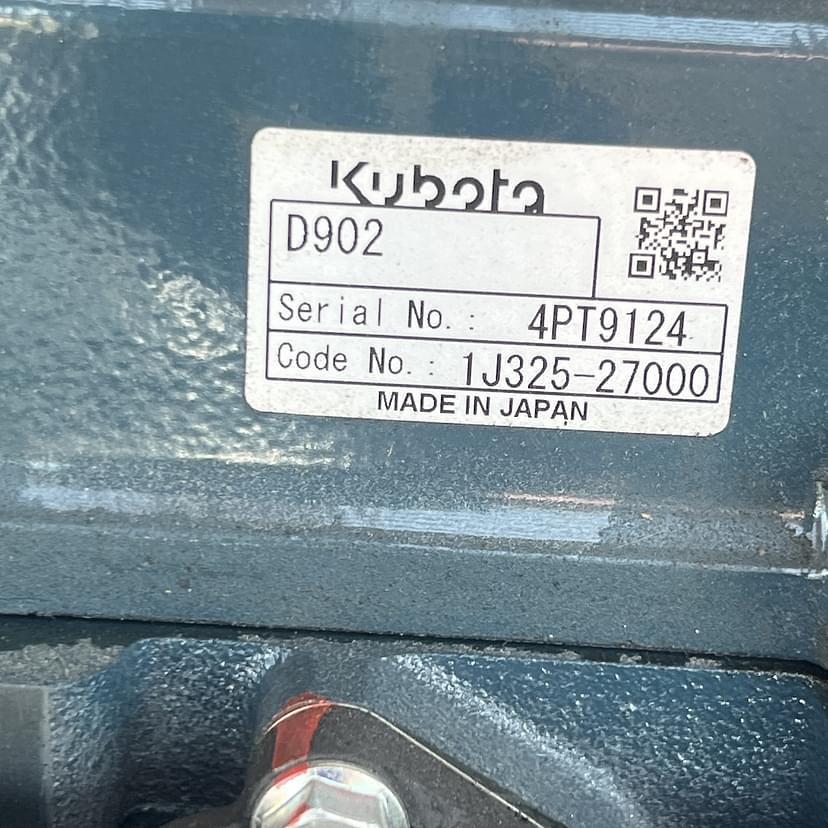 Kubota
D902
Serial No.: 4PT9124
Code No.: 1J325-27000
MADE IN JAPAN